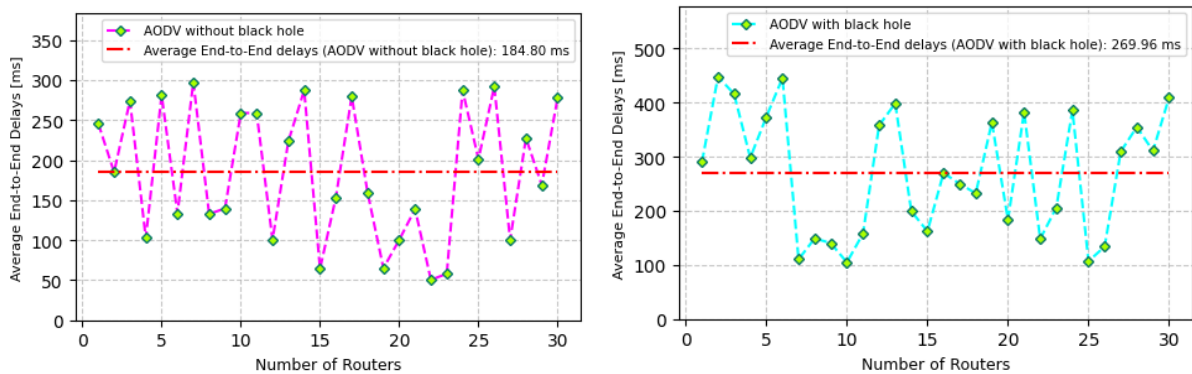 AODV without black hole
Average End-to-End delays (AODV without black hole): 184.80 ms
Average End-to-End Delays [ms]
350
300
250
200
150
100
50
0
0 5 10 15 20 25 30
Number of Routers
AODV with black hole
Average End-to-End delays (AODV with black hole): 269.96 ms
Average End-to-End Delays [ms]
500
400
300
200
100
0
0 5 10 15 20 25 30
Number of Routers